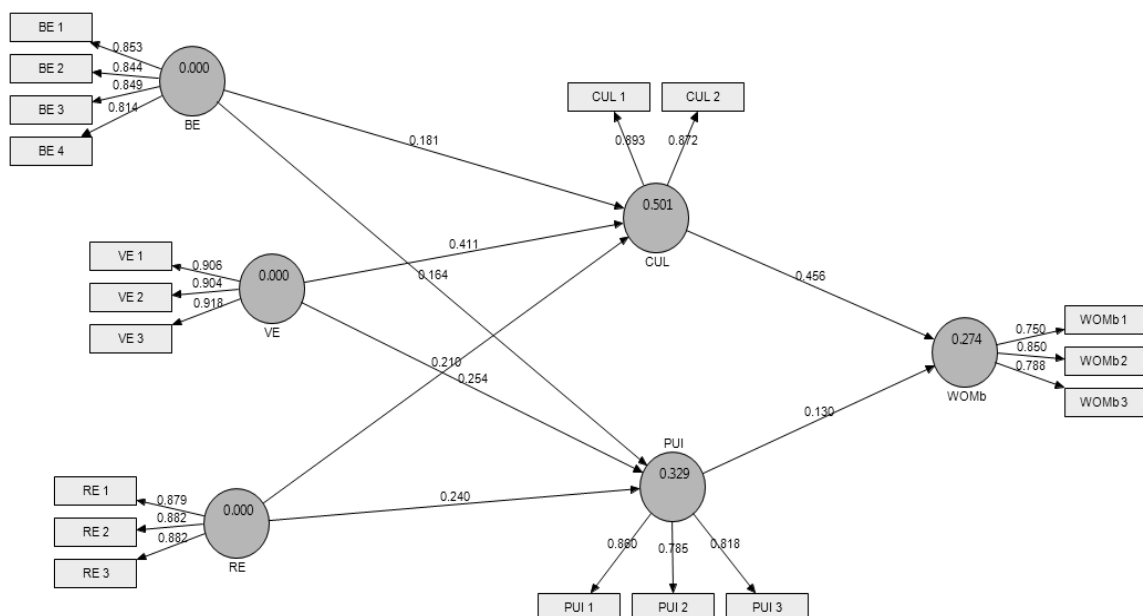 BE 1
BE 2
BE 3
BE 4
0.853
0.844
0.849
0.814
0.000
BE
CUL 1
CUL 2
0.893
0.872
0.501
CUL
0.181
0.411
0.164
0.456
VE 1
VE 2
VE 3
0.906
0.904
0.918
0.000
VE
0.210
0.254
0.274
WOMb
0.750
0.850
0.788
WOMb1
WOMb2
WOMb3
0.130
RE 1
RE 2
RE 3
0.879
0.882
0.882
0.000
RE
0.240
PUI
0.329
0.860
0.785
0.818
PUI 1
PUI 2
PUI 3